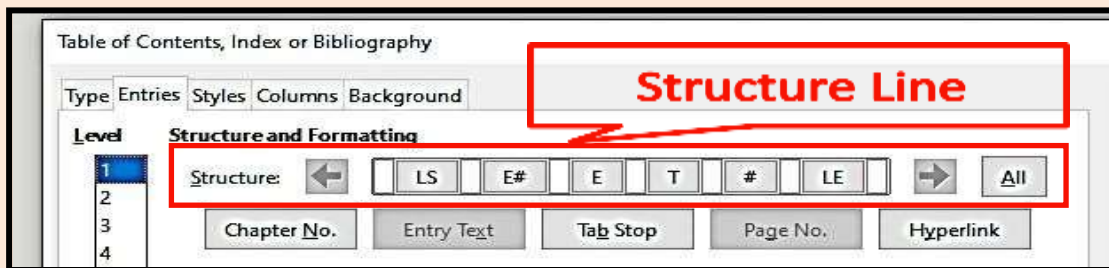 Table of Contents, Index or Bibliography
Structure Line
Type Entries Styles Columns Background
Level Structure and Formatting
1 Structure: LS E# E T # LE All
2
3 Chapter No. Entry Text Tab Stop Page No. Hyperlink
4